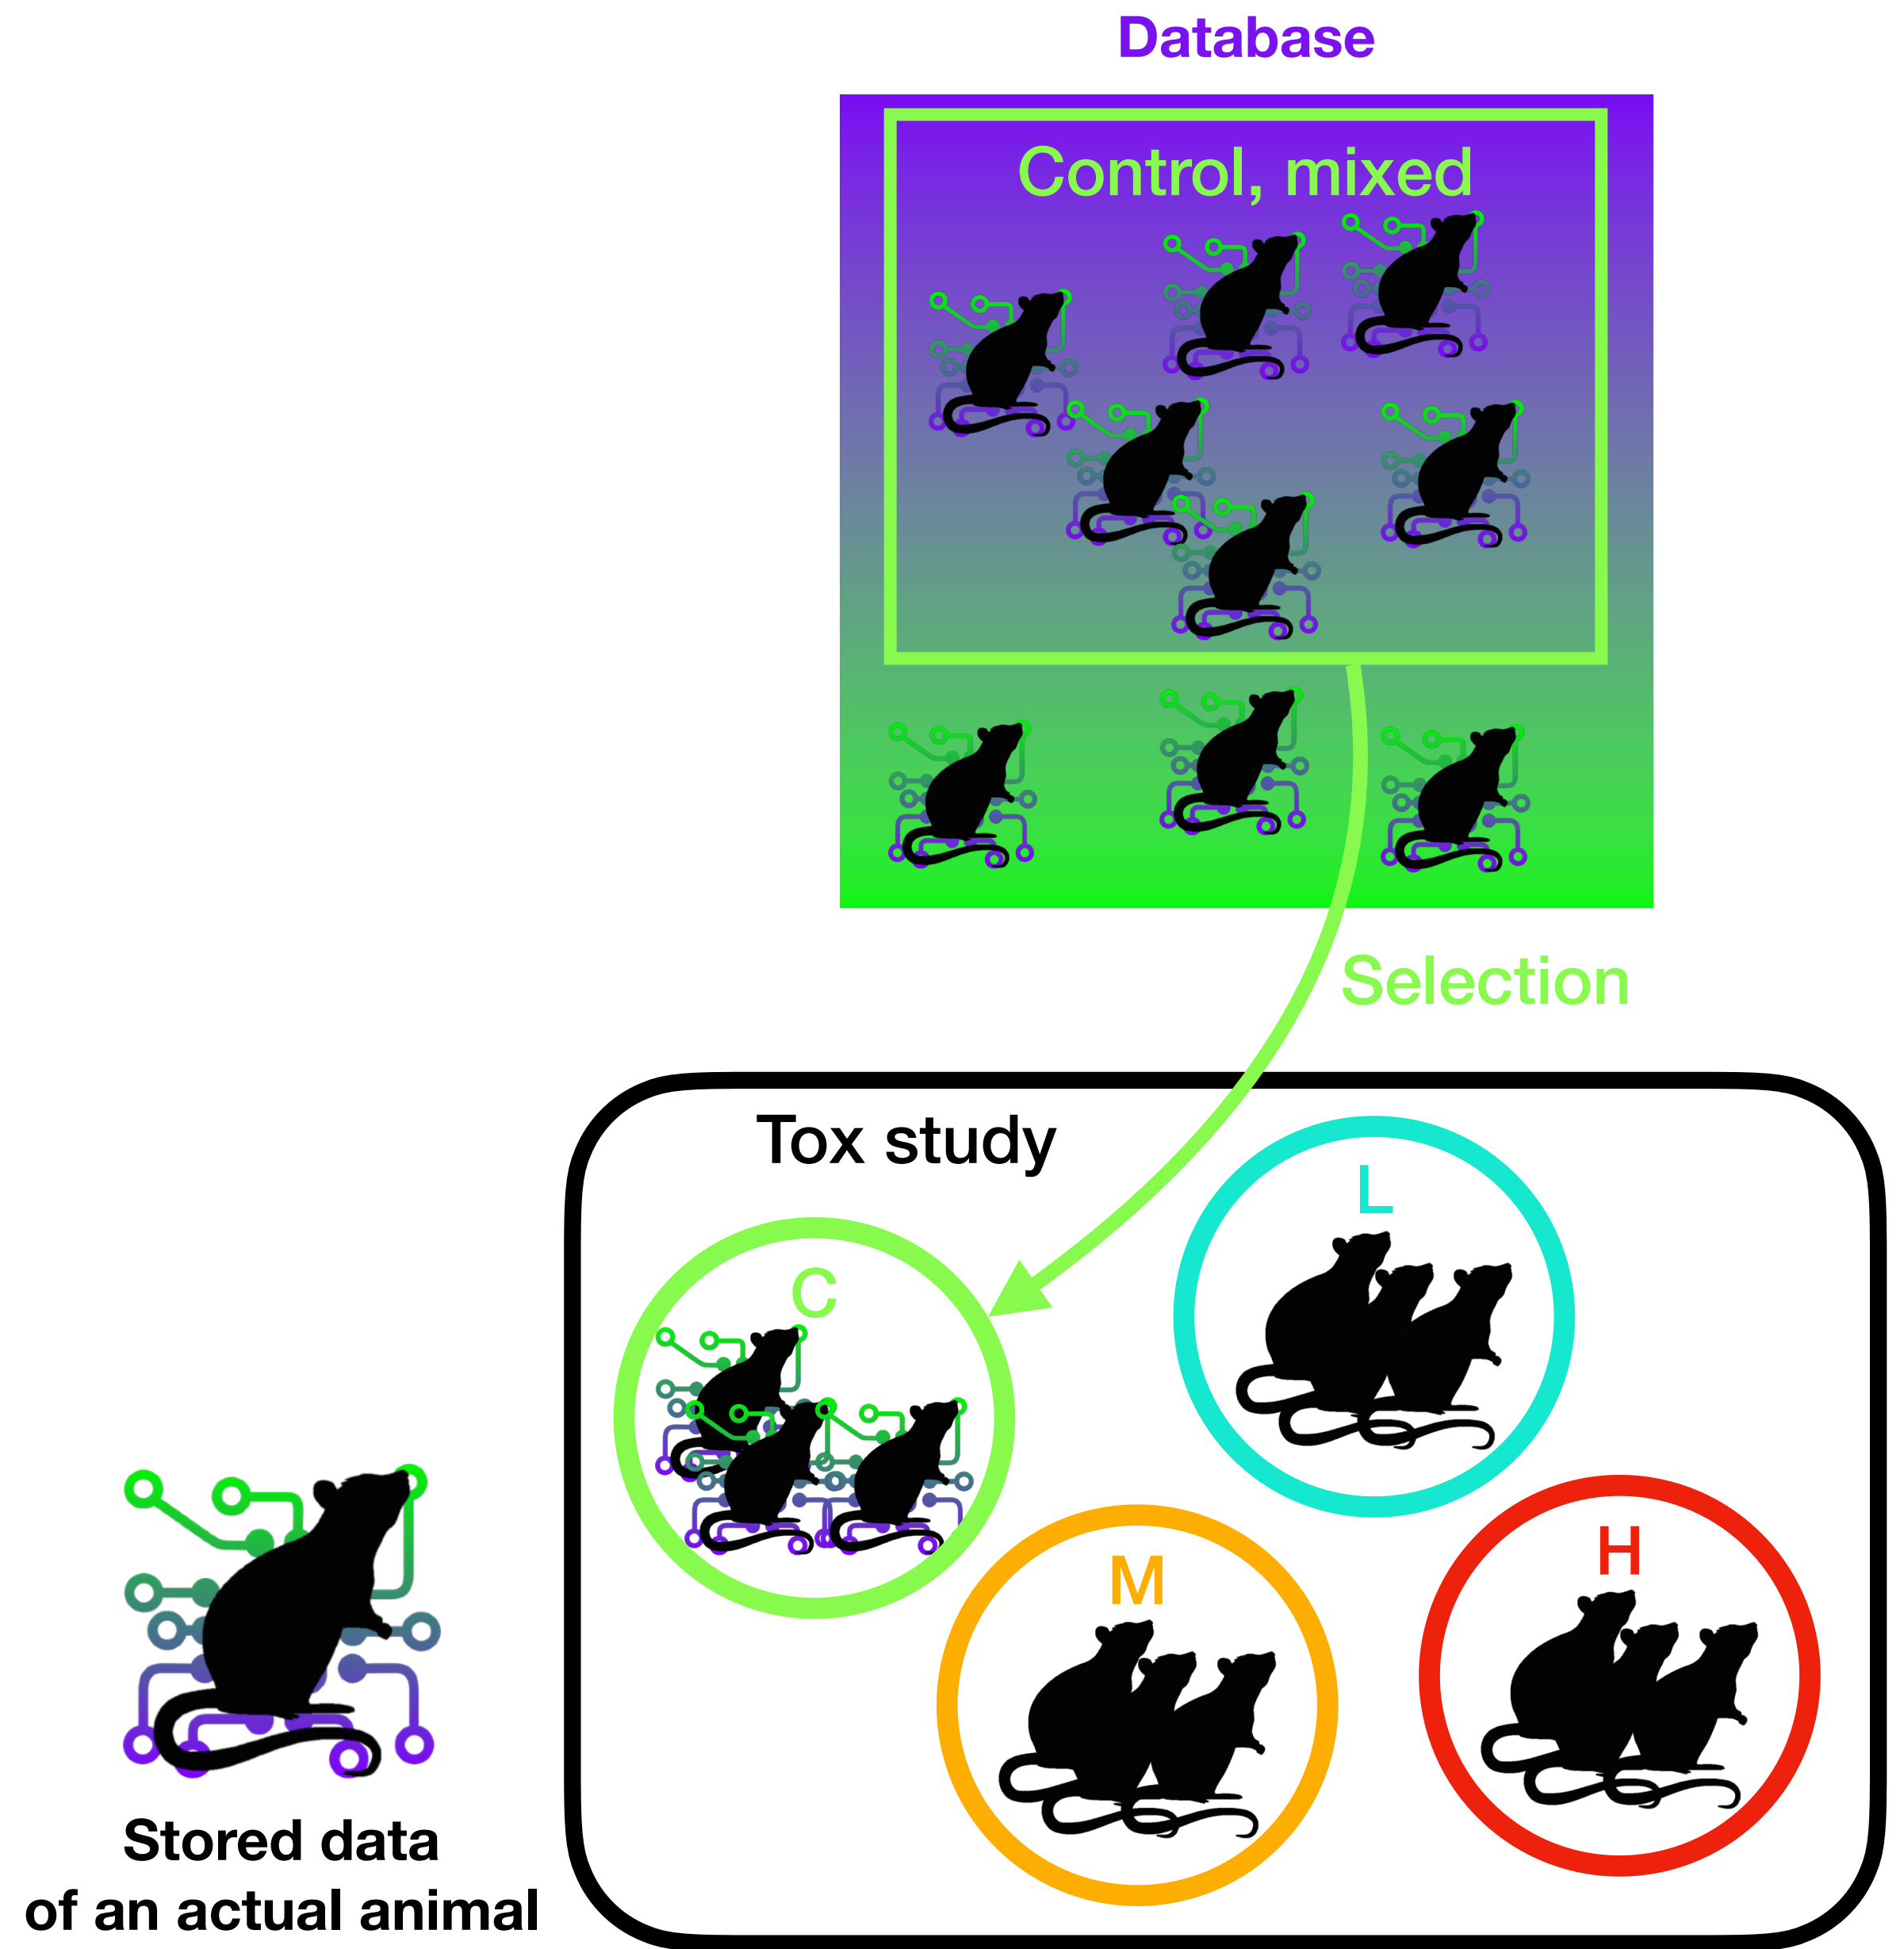 Database
Control, mixed
Selection
Tox study
L
C
H
M
Stored data
of an actual animal